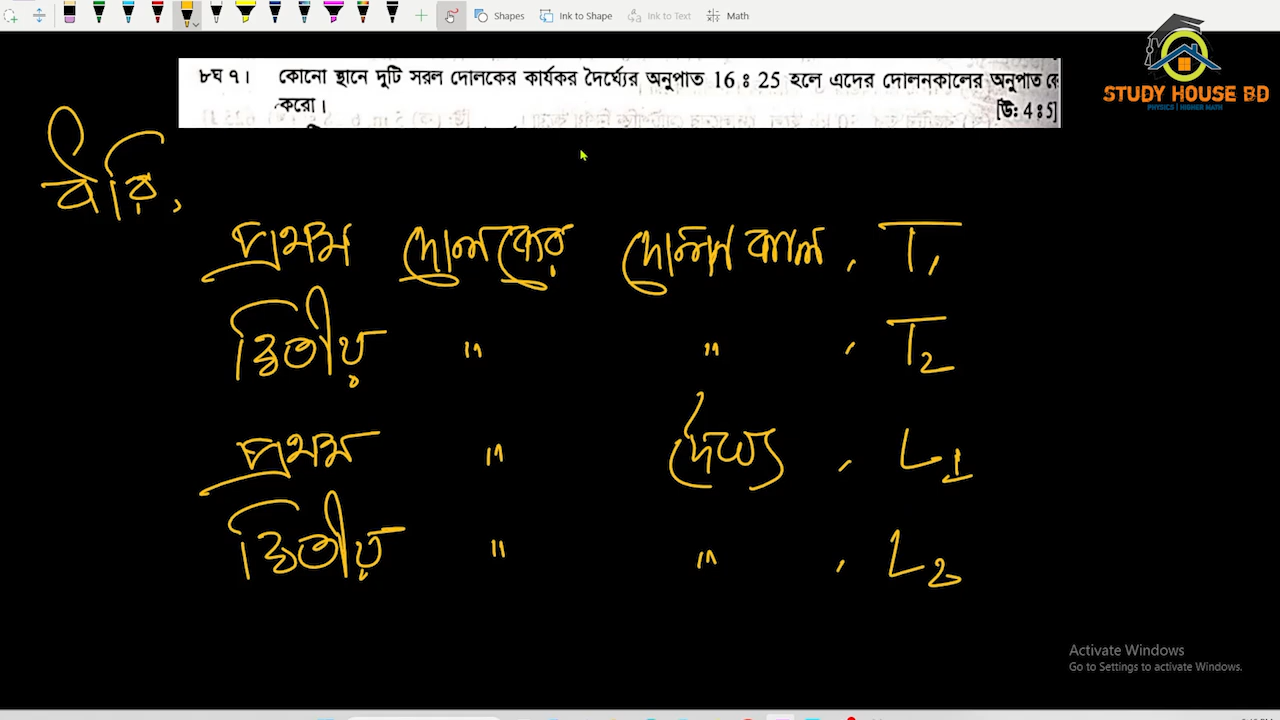 Shapes Ink to Shape Ink to Text Math
৮ঘ ৭। কোনো স্থানে দুটি সরল দোলকের কার্যকর দৈর্ঘ্যের অনুপাত 16 ঃ 25 হলে এদের দোলনকালের অনুপাত
করো।
[উঃ 4 ঃ 5]
STUDY HOUSE BD
PHYSICS | HIGHER MATH
ধরি,
প্রথম দোলকের দোলন কাল, T1
দ্বিতীয় " " , T2
প্রথম " দৈর্ঘ্য, L1
দ্বিতীয় " " , L2
Activate Windows
Go to Settings to activate Windows.